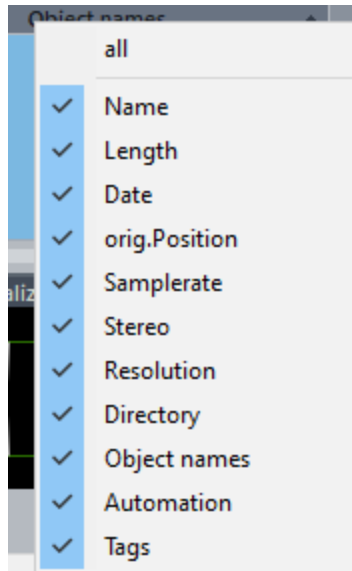 Object names
all
Name
Length
Date
orig.Position
Samplerate
Stereo
Resolution
Directory
Object names
Automation
Tags